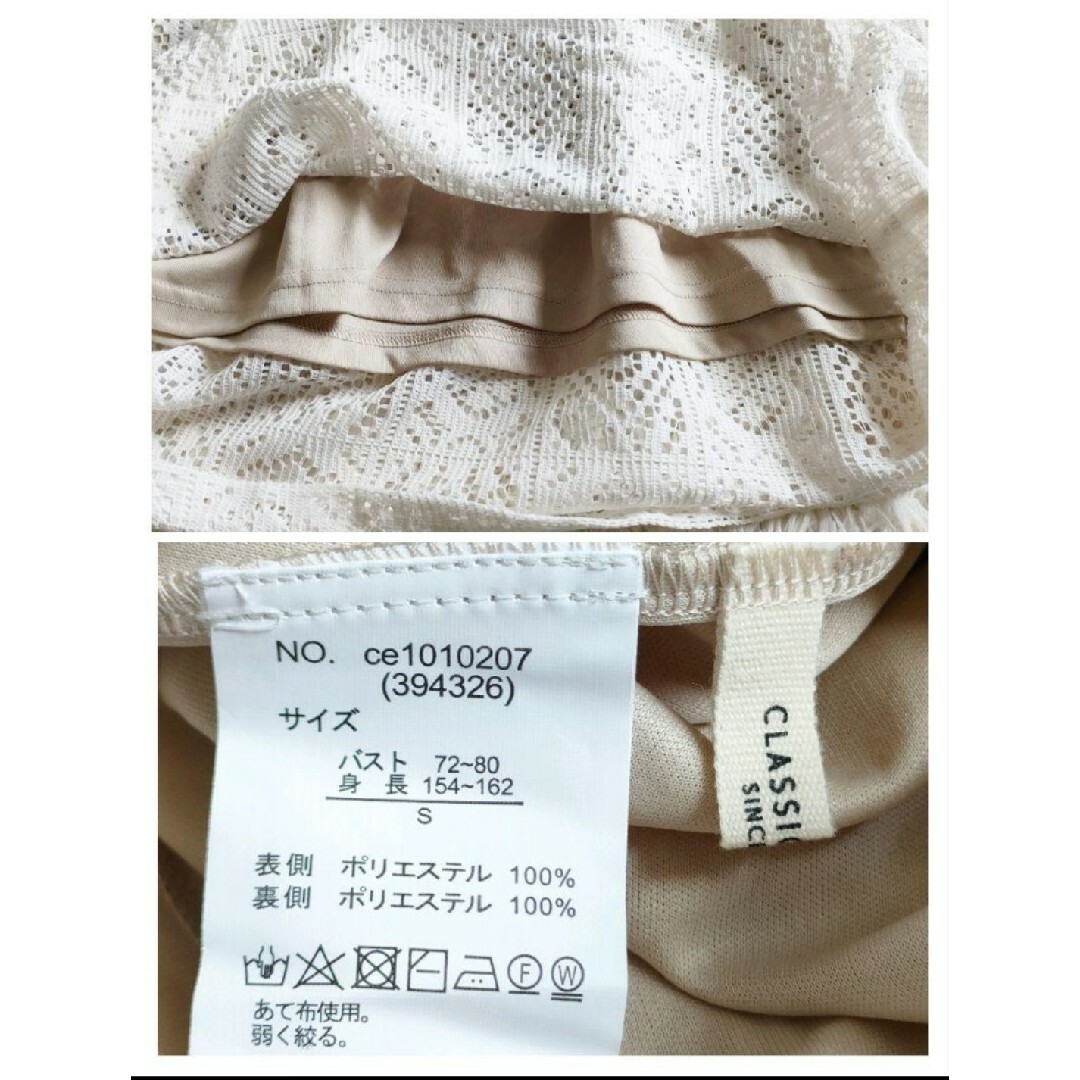 NO. ce1010207
(394326)
サイズ
バスト 72~80
身 長 154~162
S
表側 ポリエステル 100%
裏側 ポリエステル 100%
F W
あて布使用。
弱く絞る。
CLASSIC
SINCE